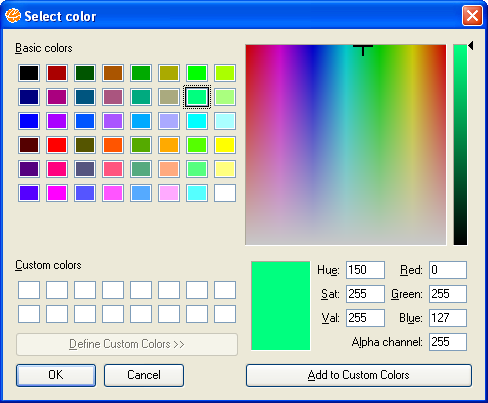 Select color
Basic colors
Custom colors
Define Custom Colors >>
OK
Cancel
Hue: 150
Sat: 255
Val: 255
Red: 0
Green: 255
Blue: 127
Alpha channel: 255
Add to Custom Colors